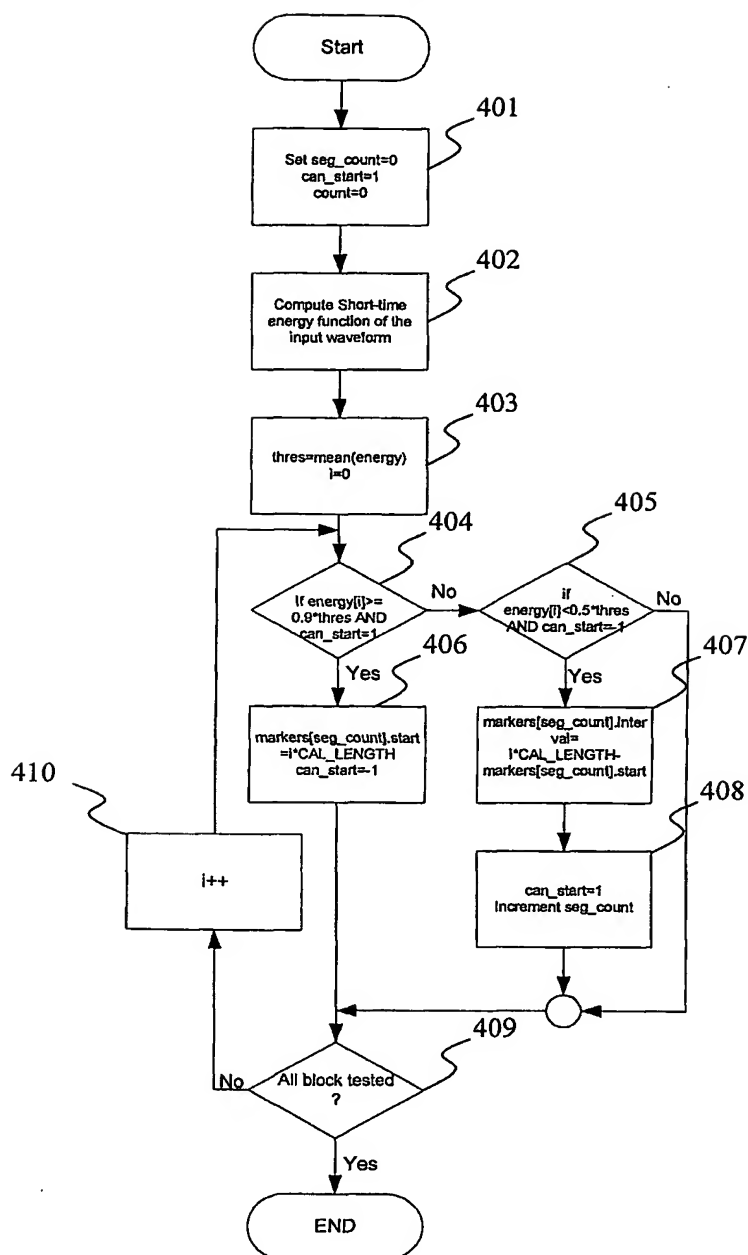 Start
401
Set seg_count=0
can_start=1
count=0
402
Compute Short-time
energy function of the
input waveform
403
thres=mean(energy)
i=0
404
If energy[i]>=
0.9*thres AND
can_start=1
No
405
if
energy[i]<0.5*thres
AND can_start=-1
No
Yes
406
markers[seg_count].start
=i*CAL_LENGTH
can_start=-1
Yes
407
markers[seg_count].inter
val=
i*CAL_LENGTH-
markers[seg_count].start
408
can_start=1
Increment seg_count
410
i++
409
All block tested
?
No
Yes
END